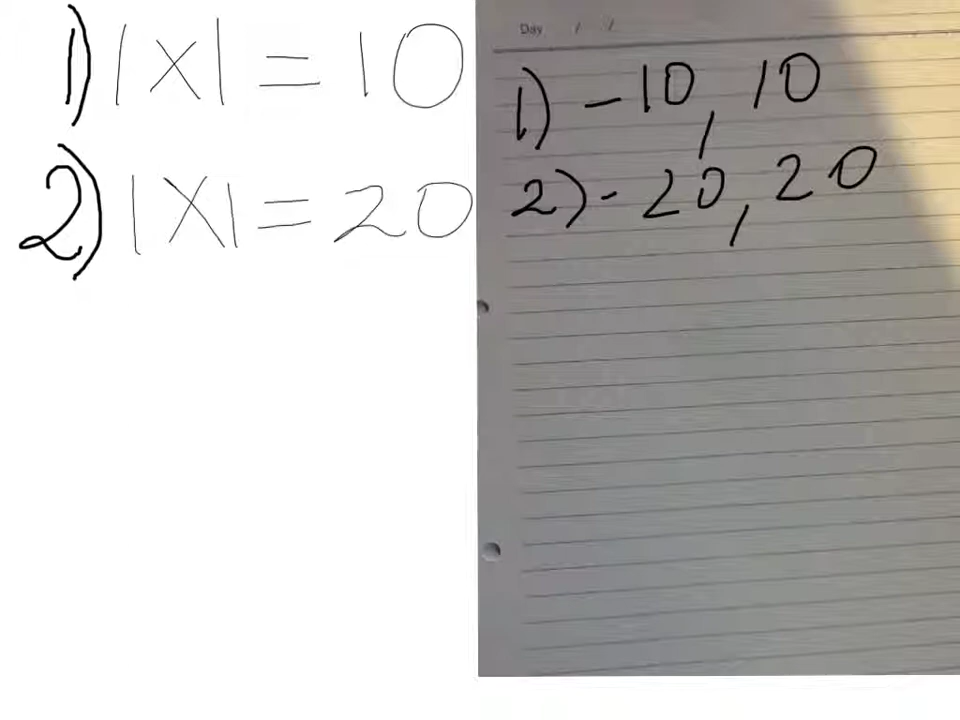 1) |x| = 10
2) |x| = 20
Day / /
1) - 10, 10
2) - 20, 20